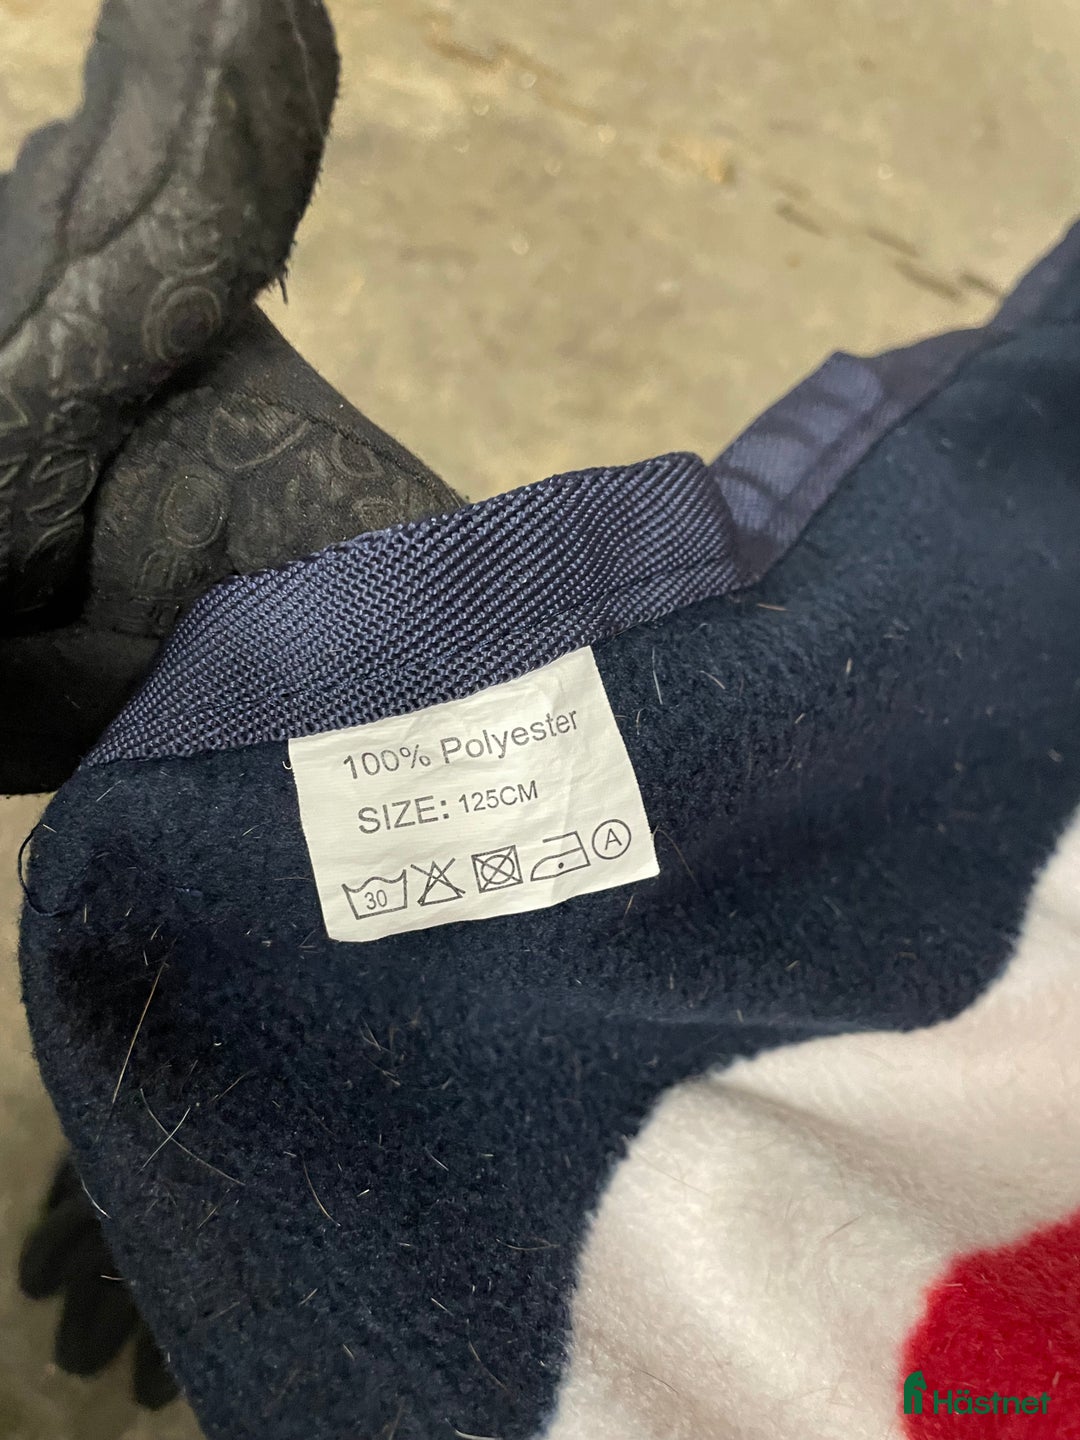 100% Polyester
SIZE: 125CM
30
A
Hästnet